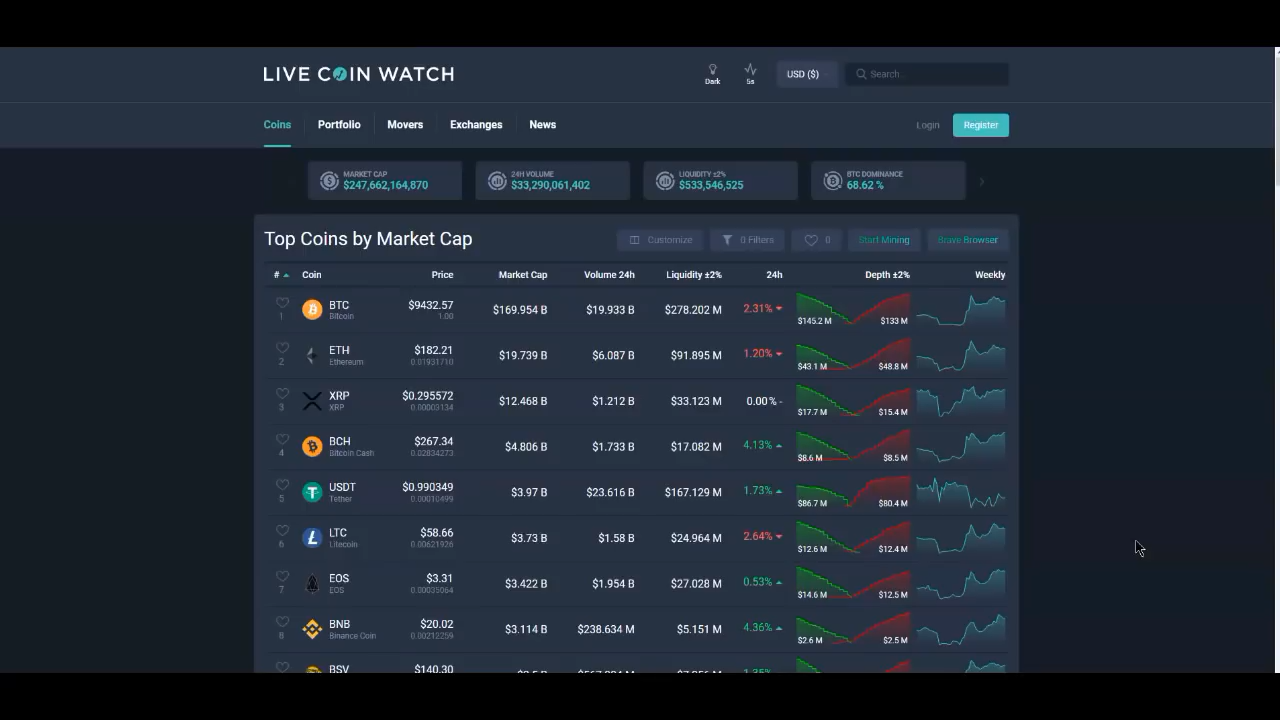 LIVE COIN WATCH
Dark
5s
USD ($)
Search...
Coins
Portfolio
Movers
Exchanges
News
Login
Register
MARKET CAP
$247,662,164,870
24H VOLUME
$33,290,061,402
LIQUIDITY ±2%
$533,546,525
BTC DOMINANCE
68.62 %
Top Coins by Market Cap
Customize
0 Filters
0
Start Mining
Brave Browser
# Coin Price Market Cap Volume 24h Liquidity ±2% 24h Depth ±2% Weekly
BTC $9432.57 $169.954 B $19.933 B $278.202 M 2.31% $145.2 M $133 M
1 Bitcoin 1.00
ETH $182.21 $19.739 B $6.087 B $91.895 M 1.20% $43.1 M $48.8 M
2 Ethereum 0.01931710
XRP $0.295572 $12.468 B $1.212 B $33.123 M 0.00% - $17.7 M $15.4 M
3 XRP 0.00003134
BCH $267.34 $4.806 B $1.733 B $17.082 M 4.13% $8.6 M $8.5 M
4 Bitcoin Cash 0.02834273
USDT $0.990349 $3.97 B $23.616 B $167.129 M 1.73% $86.7 M $80.4 M
5 Tether 0.00010499
LTC $58.66 $3.73 B $1.58 B $24.964 M 2.64% $12.6 M $12.4 M
6 Litecoin 0.00621926
EOS $3.31 $3.422 B $1.954 B $27.028 M 0.53% $14.6 M $12.5 M
7 EOS 0.00035064
BNB $20.02 $3.114 B $238.634 M $5.151 M 4.36% $2.6 M $2.5 M
8 Binance Coin 0.00212259
BSV $140.30